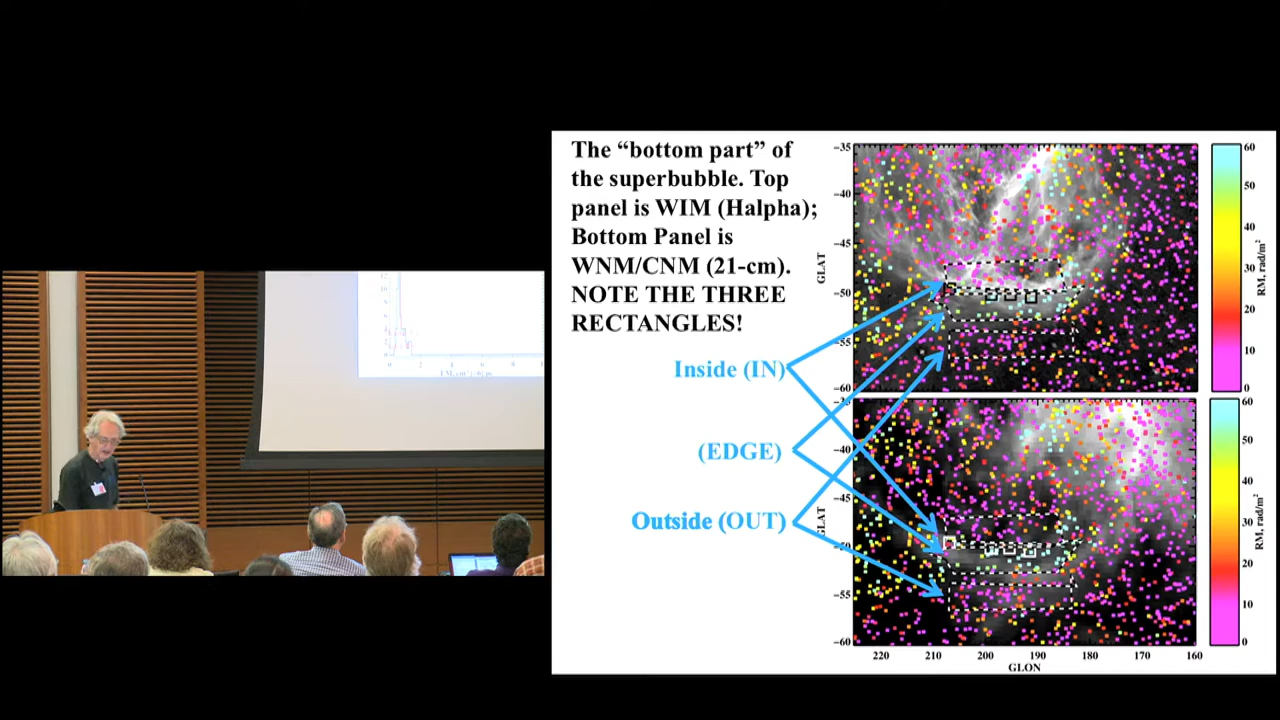 The “bottom part” of
the superbubble. Top
panel is WIM (Halpha);
Bottom Panel is
WNM/CNM (21-cm).
NOTE THE THREE
RECTANGLES!
Inside (IN)
(EDGE)
Outside (OUT)
GLAT
-35
-40
-45
-50
-55
-60
60
50
40
30
20
10
0
RM, rad/m²
GLAT
-40
-45
-55
-60
60
50
40
30
20
10
0
RM, rad/m²
220 210 200 190 180 170 160
GLON